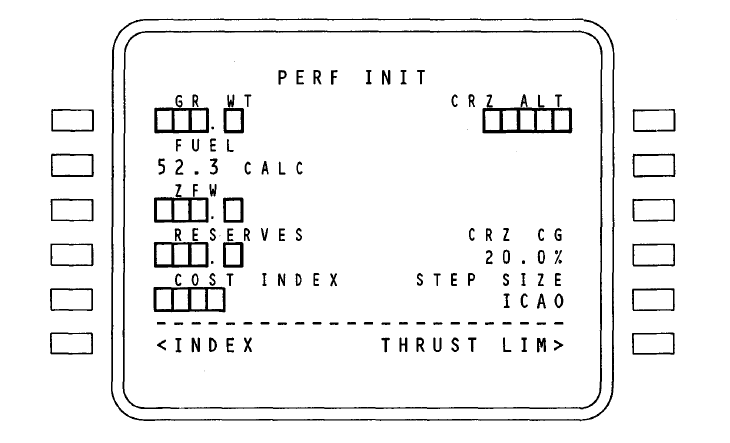 PERF INIT
GR WT CRZ ALT
.
FUEL
52.3 CALC
ZFW
.
RESERVES CRZ CG
. 20.0%
COST INDEX STEP SIZE
ICAO
<INDEX THRUST LIM>